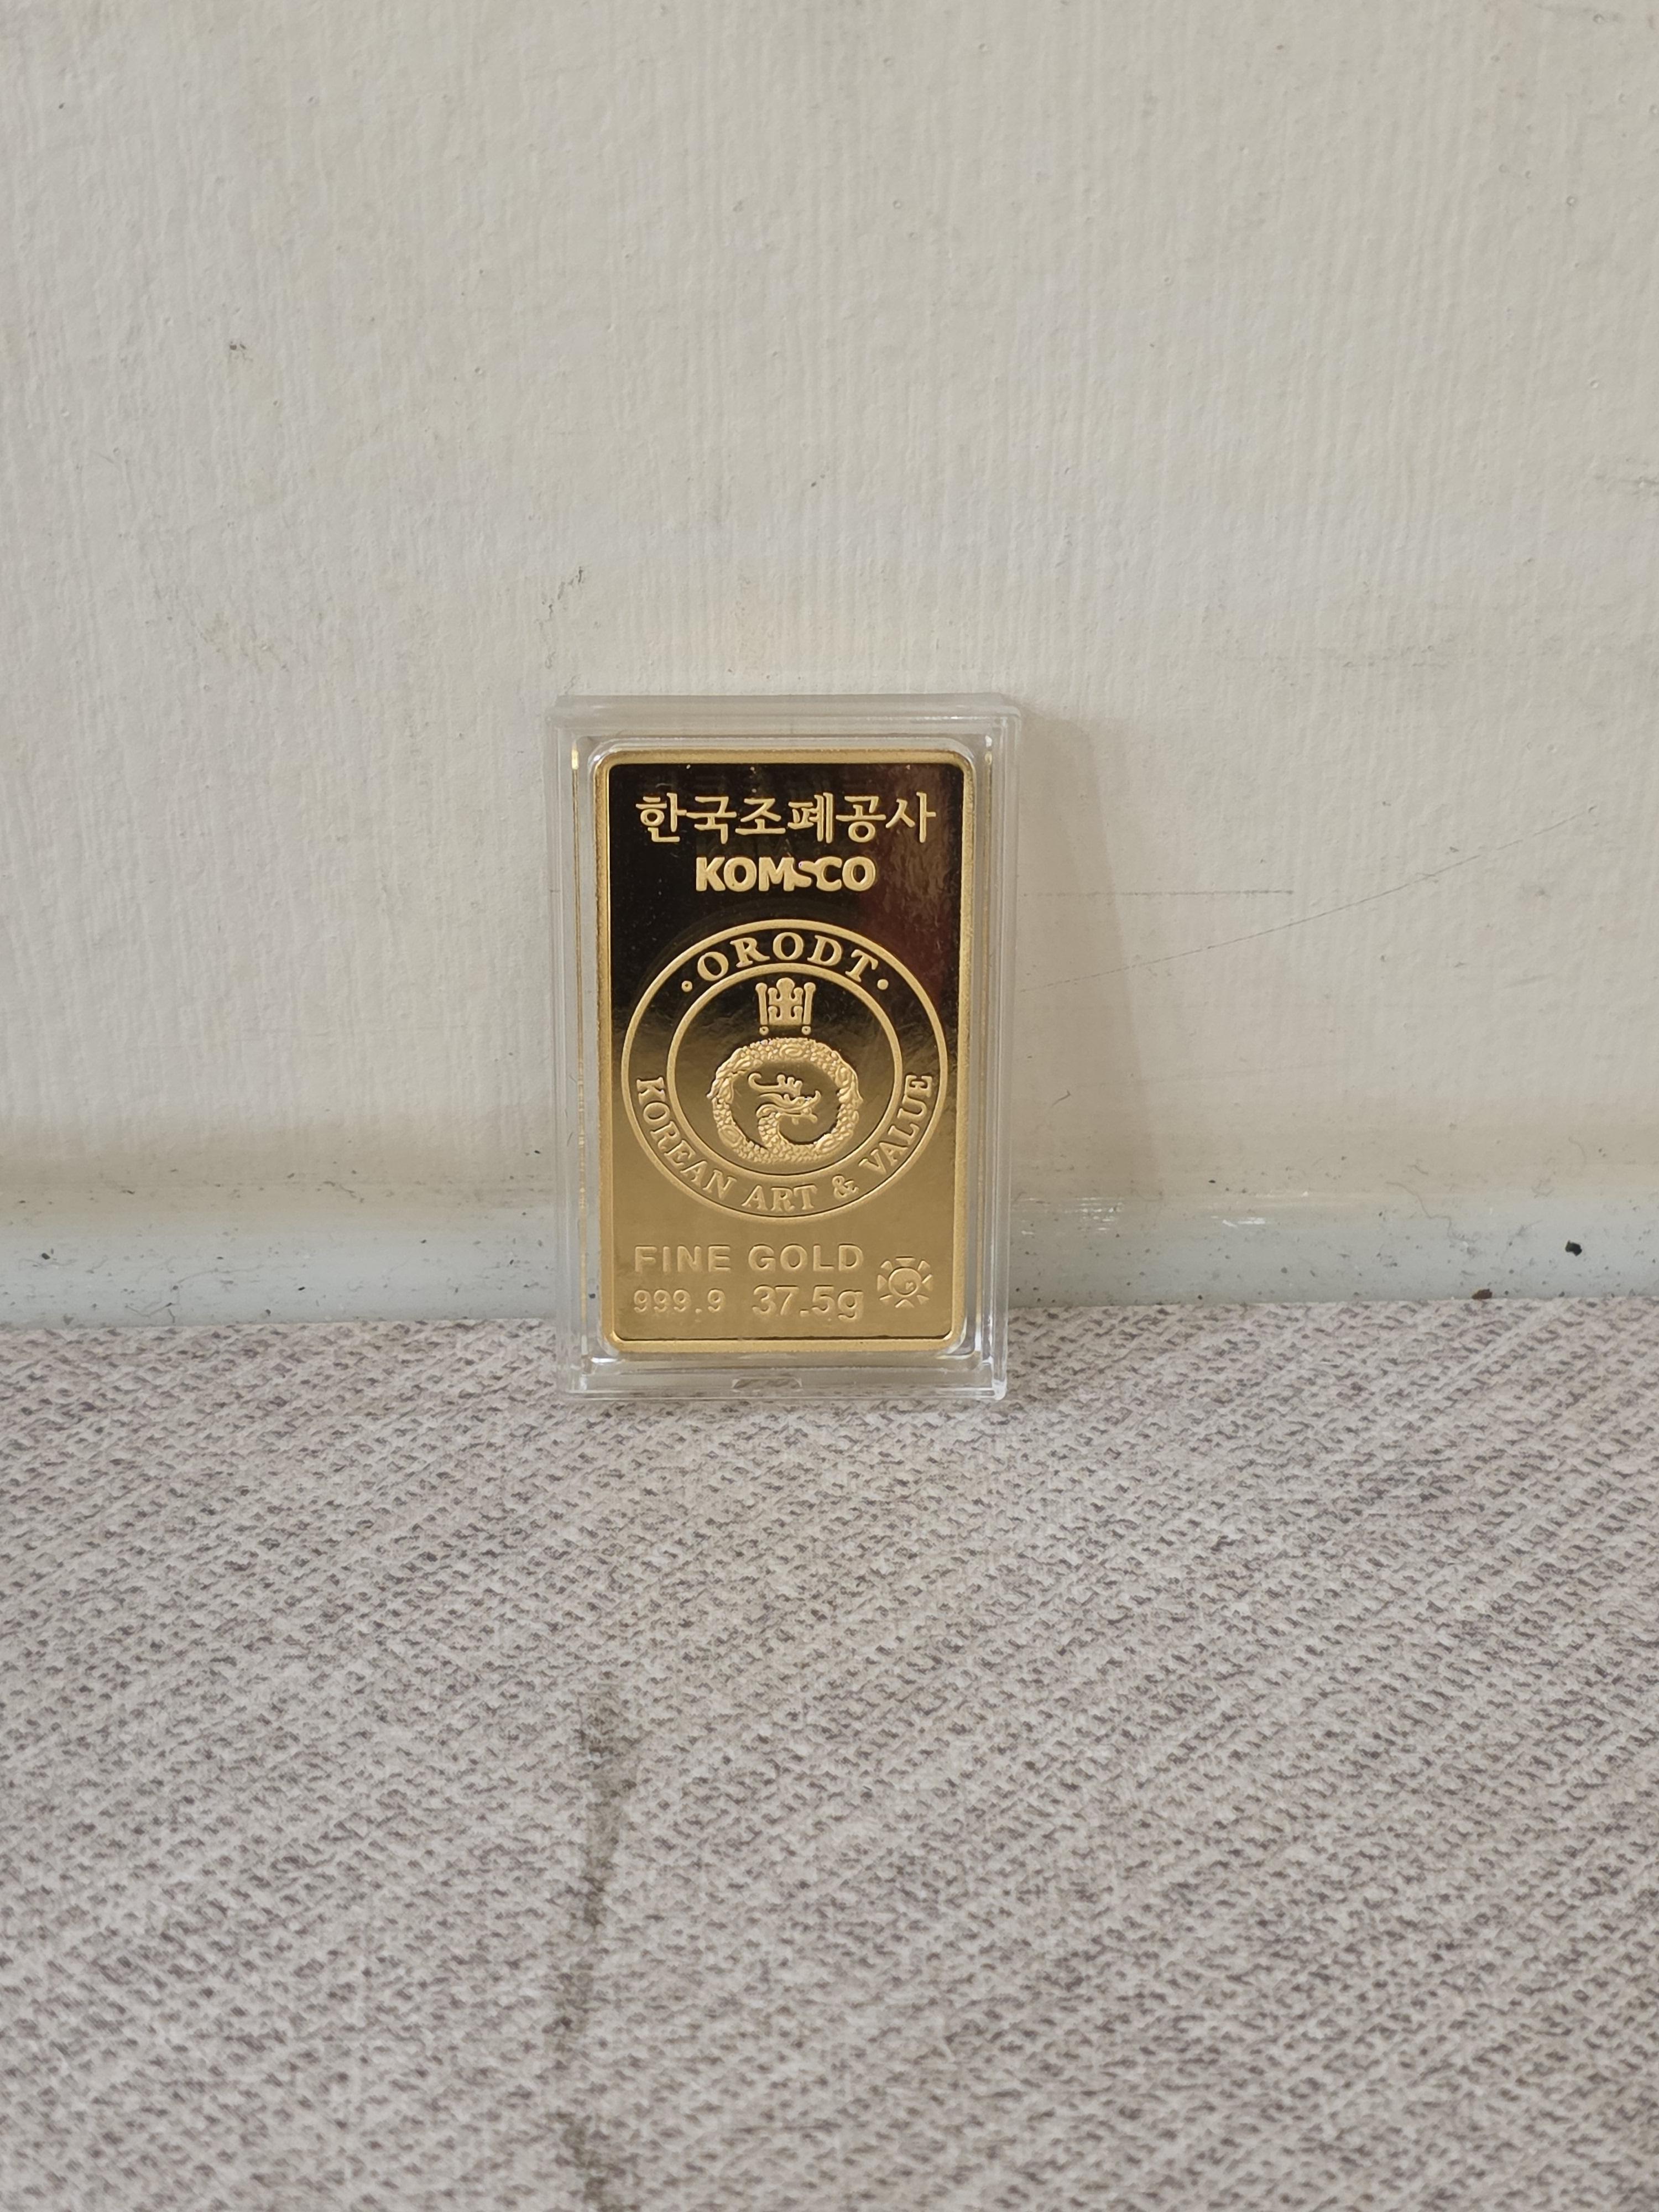 한국조폐공사
KOMSCO
·ORODT·
KOREAN ART & VALUE
FINE GOLD
999.9 37.5g